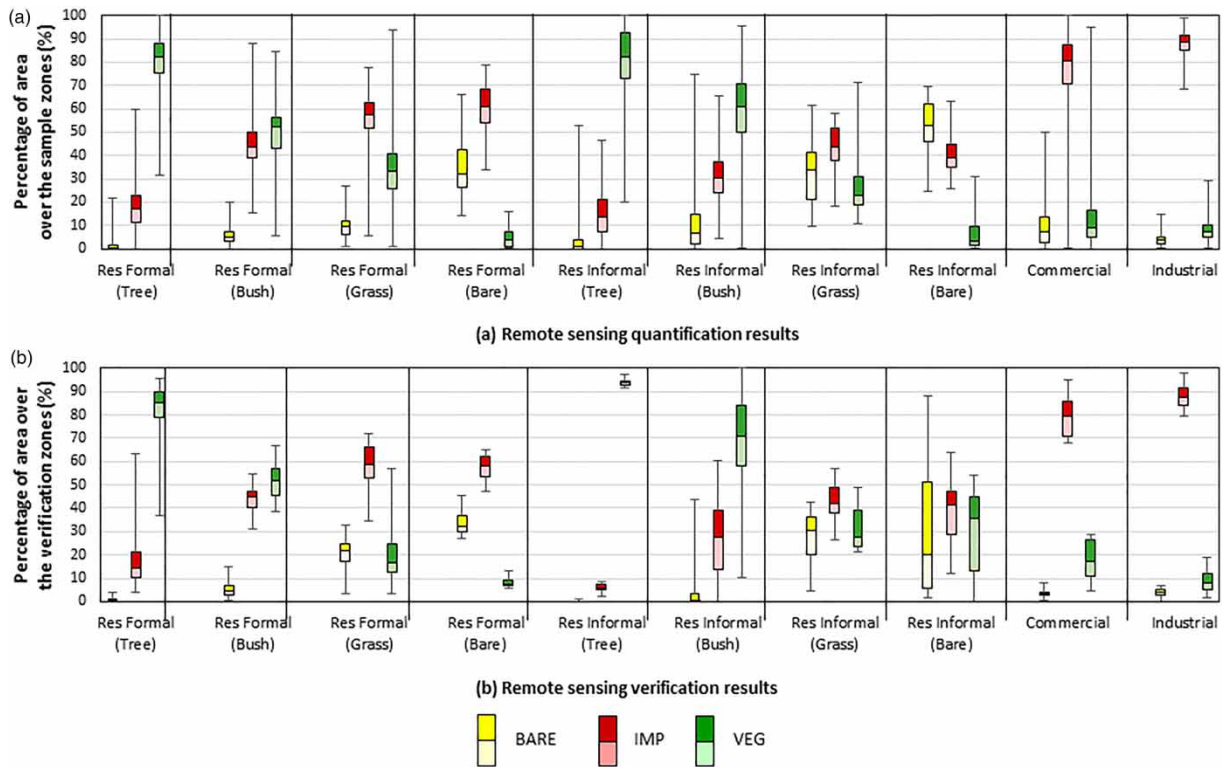 (a)
Percentage of area
over the sample zones (%)
100
90
80
70
60
50
40
30
20
10
0
Res Formal Res Formal Res Formal Res Formal Res Informal Res Informal Res Informal Res Informal Commercial Industrial
(Tree) (Bush) (Grass) (Bare) (Tree) (Bush) (Grass) (Bare)
(a) Remote sensing quantification results
(b)
Percentage of area over
the verification zones (%)
100
90
80
70
60
50
40
30
20
10
0
Res Formal Res Formal Res Formal Res Formal Res Informal Res Informal Res Informal Res Informal Commercial Industrial
(Tree) (Bush) (Grass) (Bare) (Tree) (Bush) (Grass) (Bare)
(b) Remote sensing verification results
BARE IMP VEG